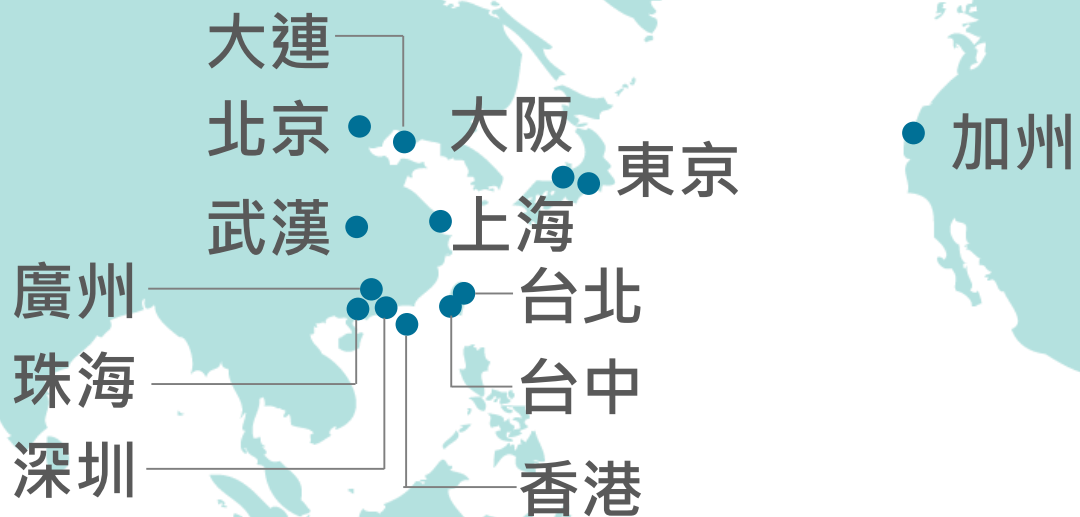 大連
北京
大阪
東京
加州
武漢
上海
廣州
台北
珠海
台中
深圳
香港